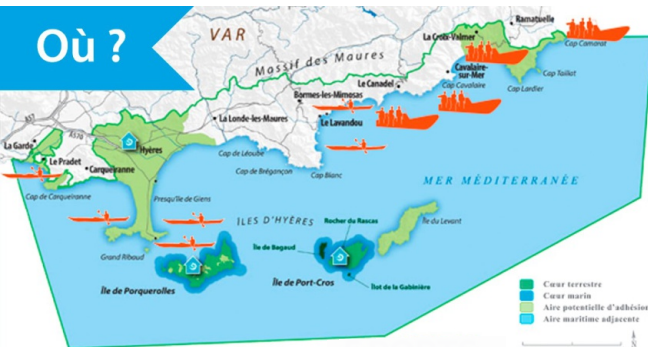 Où ?
VAR
Massif des Maures
Ramatuelle
La Croix-Valmer
Cap Camarat
Cavalaire-
sur-Mer
Cap Taillat
Cap Lardier
Cap Cavalaire
Le Canadel
Bormes-les-Mimosas
Le Lavandou
La Londe-les-Maures
A57
A570
La Garde
Hyères
Le Pradet
Carqueiranne
Cap de Carqueiranne
Cap de Léoube
Cap de Brégançon
Cap Blanc
MER MÉDITERRANÉE
Presqu'île de Giens
ILES D'HYÈRES
Rocher du Rascas
Île du Levant
Île de Bagaud
Grand Ribaud
Île de Porquerolles
Île de Port-Cros
Îlot de la Gabinière
Cœur terrestre
Cœur marin
Aire potentielle d'adhésion
Aire maritime adjacente
N